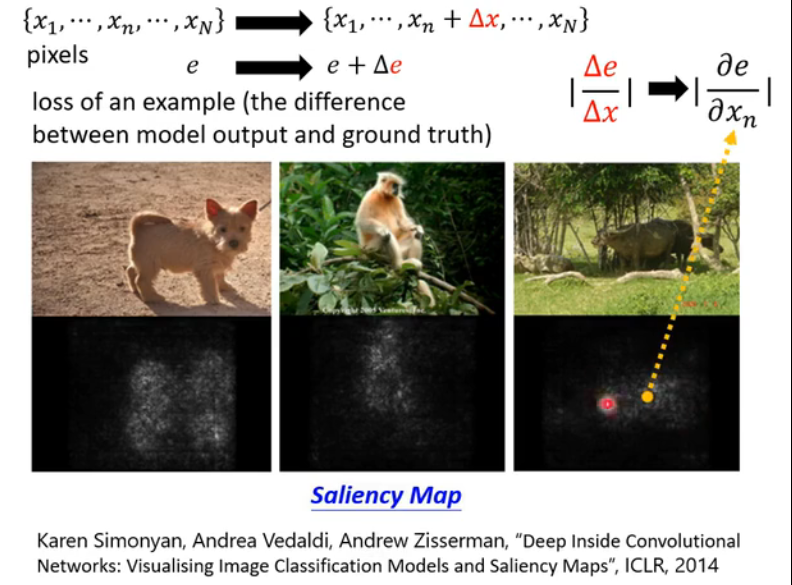 {x₁, ⋯, xₙ, ⋯, x_N} {x₁, ⋯, xₙ + Δx, ⋯, x_N}
pixels
e e + Δe
|Δe/Δx| |∂e/∂xₙ|
loss of an example (the difference
between model output and ground truth)
Saliency Map
Karen Simonyan, Andrea Vedaldi, Andrew Zisserman, “Deep Inside Convolutional
Networks: Visualising Image Classification Models and Saliency Maps”, ICLR, 2014